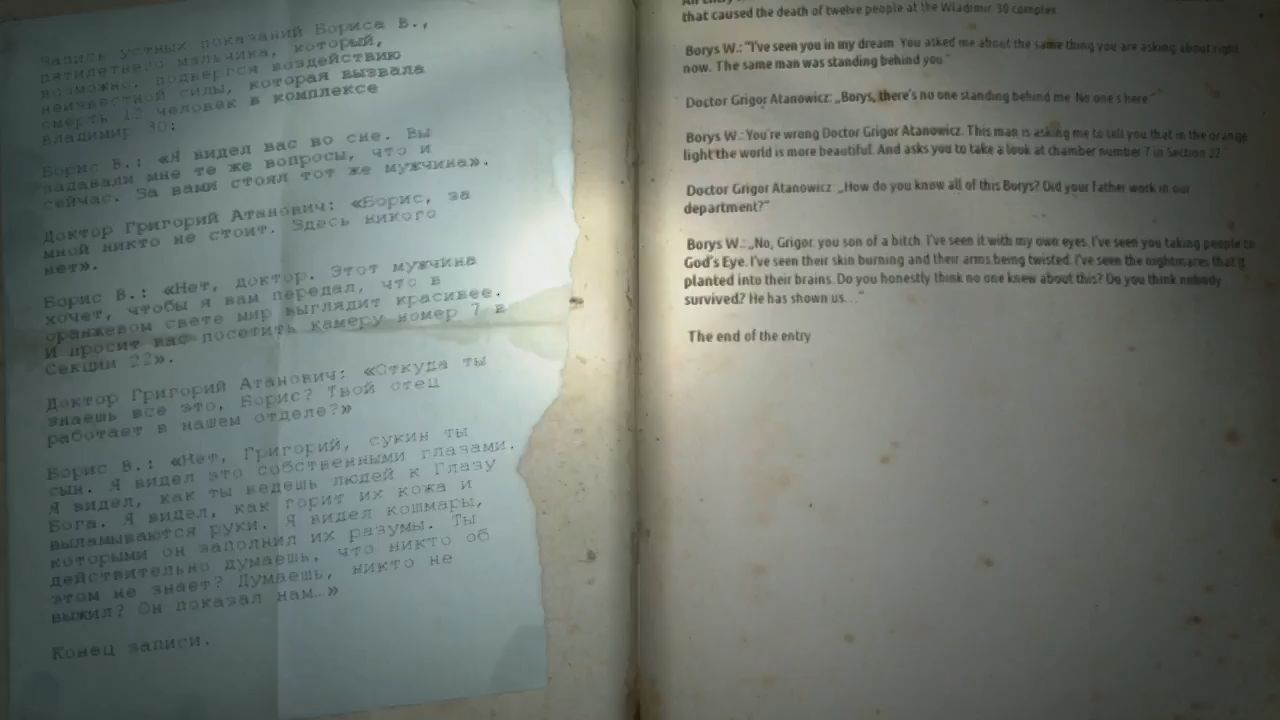 Запись устных показаний Бориса В.,
пятилетнего мальчика, который,
возможно, подвергся воздействию
неизвестной силы, которая вызвала
смерть 12 человек в комплексе
Владимир 30:
Борис В.: «Я видел вас во сне. Вы
задавали мне те же вопросы, что и
сейчас. За вами стоял тот же мужчина».
Доктор Григорий Атанович: «Борис, за
мной никто не стоит. Здесь никого
нет».
Борис В.: «Нет, доктор. Этот мужчина
хочет, чтобы я вам передал, что в
оранжевом свете мир выглядит красивее.
И просит вас посетить камеру номер 7 в
Секции 22».
Доктор Григорий Атанович: «Откуда ты
знаешь все это, Борис? Твой отец
работает в нашем отделе?»
Борис В.: «Нет, Григорий, сукин ты
сын. Я видел это собственными глазами.
Я видел, как ты ведешь людей к Глазу
Бога. Я видел, как горит их кожа и
выламываются руки. Я видел кошмары,
которыми он заполнил их разумы. Ты
действительно думаешь, что никто об
этом не знает? Думаешь, никто не
выжил? Он показал нам…»
Конец записи.
that caused the death of twelve people at the Wladimir 30 complex
Borys W.: "I've seen you in my dream. You asked me about the same thing you are asking about right
now. The same man was standing behind you."
Doctor Grigor Atanowicz: „Borys, there's no one standing behind me. No one's here"
Borys W.: You're wrong Doctor Grigor Atanowicz. This man is asking me to tell you that in the orange
light the world is more beautiful. And asks you to take a look at chamber number 7 in Section 22."
Doctor Grigor Atanowicz: „How do you know all of this Borys? Did your father work in our
department?"
Borys W.: „No, Grigor, you son of a bitch. I've seen it with my own eyes. I've seen you taking people to
God's Eye. I've seen their skin burning and their arms being twisted. I've seen the nightmares that it
planted into their brains. Do you honestly think no one knew about this? Do you think nobody
survived? He has shown us…"
The end of the entry